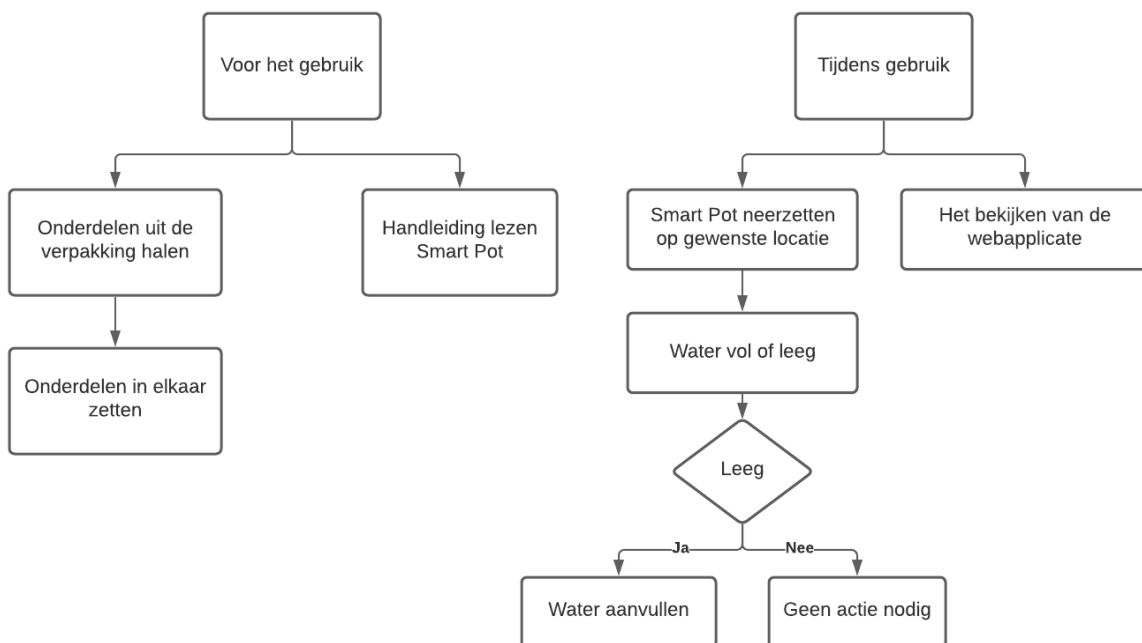 Voor het gebruik
Tijdens gebruik
Onderdelen uit de
verpakking halen
Handleiding lezen
Smart Pot
Smart Pot neerzetten
op gewenste locatie
Het bekijken van de
webapplicate
Onderdelen in elkaar
zetten
Water vol of leeg
Leeg
Ja
Nee
Water aanvullen
Geen actie nodig